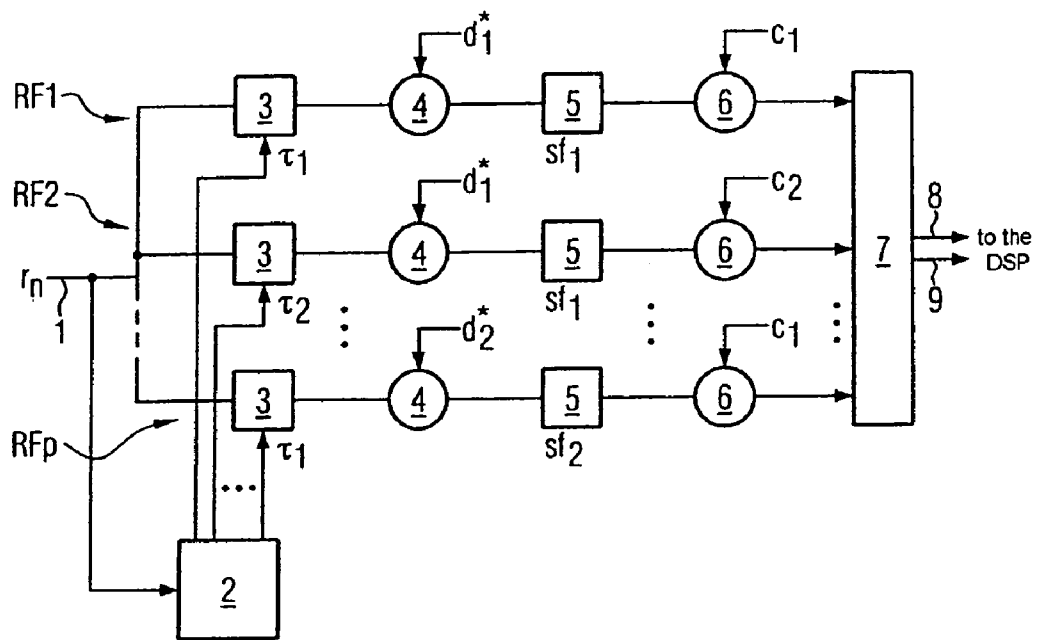 d₁* c₁
RF1 3 4 5 6
τ₁ sf₁
RF2 d₁* c₂
8
3 4 5 6 7 to the
DSP
rₙ
1 τ₂ sf₁ 9
d₂* c₁
3 4 5 6
RFp τ₁ sf₂
2